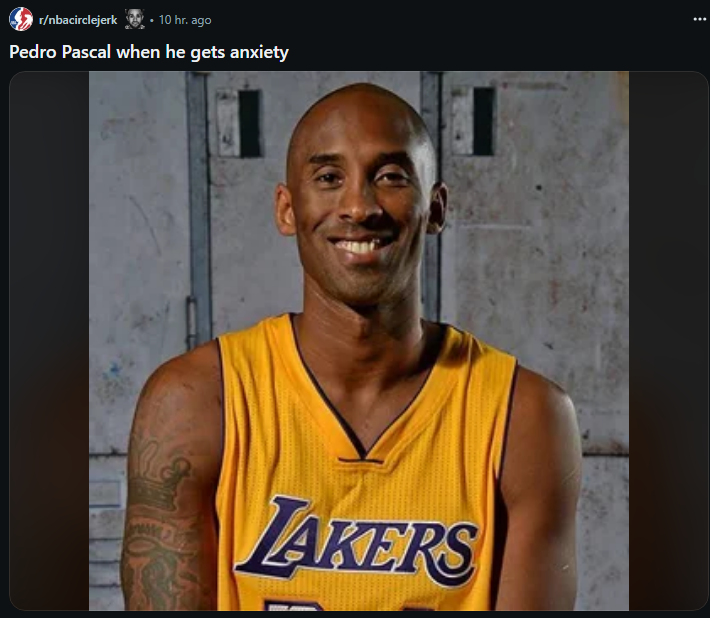 r/nbacirclejerk • 10 hr. ago
Pedro Pascal when he gets anxiety
LAKERS